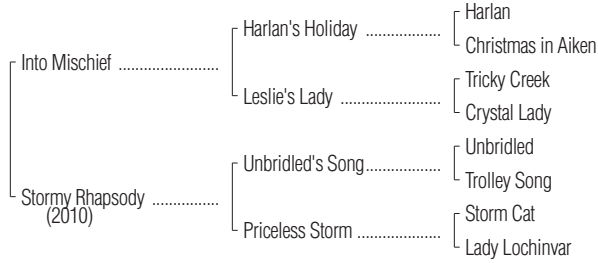 Harlan
Harlan's Holiday ..................
Christmas in Aiken
Into Mischief ........................
Tricky Creek
Leslie's Lady ........................
Crystal Lady
Unbridled
Unbridled's Song..................
Trolley Song
Stormy Rhapsody ................
(2010)
Storm Cat
Priceless Storm ....................
Lady Lochinvar